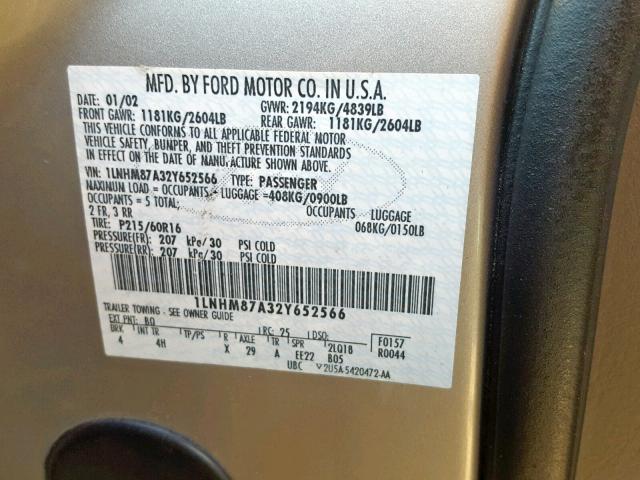 MFD. BY FORD MOTOR CO. IN U.S.A.
DATE: 01/02 GVWR: 2194KG/4839LB
FRONT GAWR: 1181KG/2604LB REAR GAWR: 1181KG/2604LB
THIS VEHICLE CONFORMS TO ALL APPLICABLE FEDERAL MOTOR
VEHICLE SAFETY, BUMPER, AND THEFT PREVENTION STANDARDS
IN EFFECT ON THE DATE OF MANUFACTURE SHOWN ABOVE.
VIN: 1LNHM87A32Y652566 TYPE: PASSENGER
MAXIMUM LOAD = OCCUPANTS + LUGGAGE = 408KG/0900LB
OCCUPANTS = 5 TOTAL: OCCUPANTS LUGGAGE
2 FR, 3 RR 068KG/0150LB
TIRE: P215/60R16
PRESSURE(FR): 207 kPa/30 PSI COLD
PRESSURE(RR): 207 kPa/30 PSI COLD
1LNHM87A32Y652566
TRAILER TOWING - SEE OWNER GUIDE
EXT PNT: BQ RC: 25 DSO: F0157
BRK INT TR TP/PS R AXLE TR SPR 2LQ1B R0044
4 4H X 29 A EE22 B05
UBC V2U5A-5420472-AA